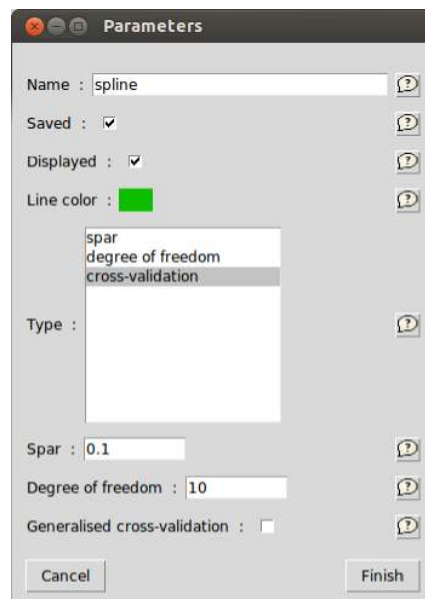 Parameters
Name : spline
Saved :
Displayed :
Line color :
spar
degree of freedom
cross-validation
Type :
Spar : 0.1
Degree of freedom : 10
Generalised cross-validation :
Cancel Finish